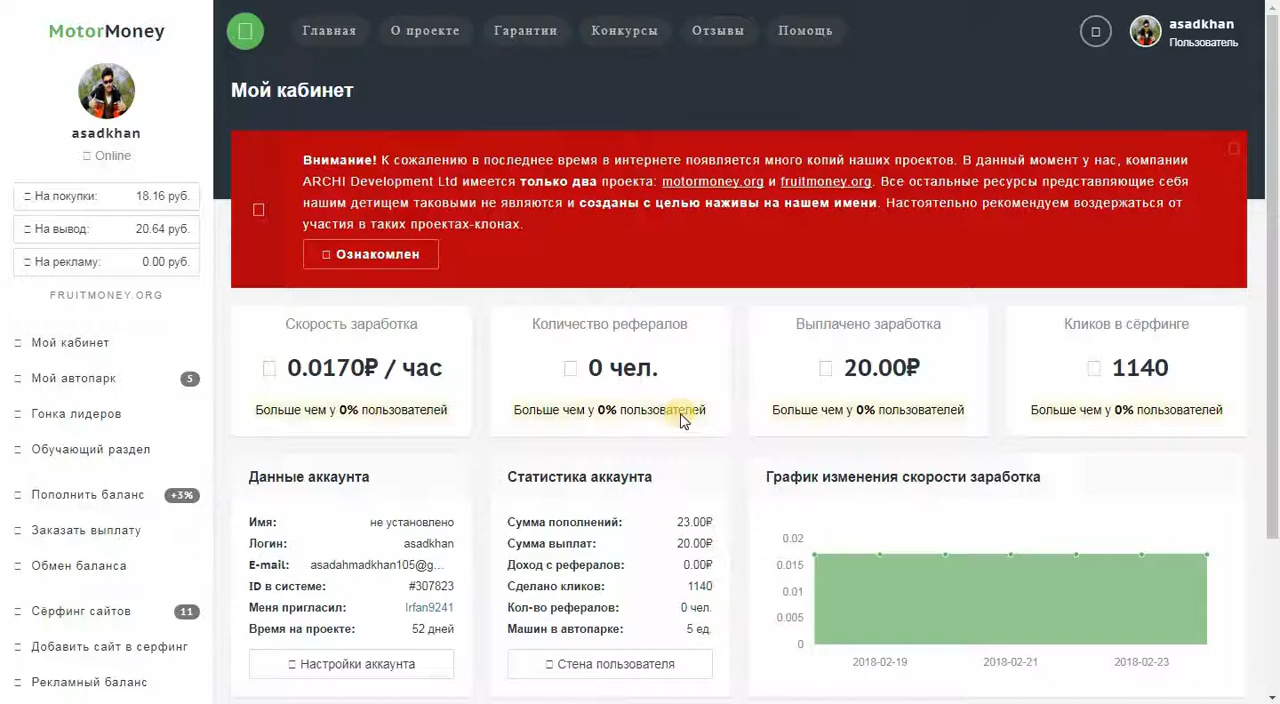 MotorMoney
asadkhan
Online
На покупки: 18.16 руб.
На вывод: 20.64 руб.
На рекламу: 0.00 руб.
FRUITMONEY.ORG
Мой кабинет
Мой автопарк 5
Гонка лидеров
Обучающий раздел
Пополнить баланс +3%
Заказать выплату
Обмен баланса
Сёрфинг сайтов 11
Добавить сайт в серфинг
Рекламный баланс
Главная О проекте Гарантии Конкурсы Отзывы Помощь
asadkhan
Пользователь
Мой кабинет
Внимание! К сожалению в последнее время в интернете появляется много копий наших проектов. В данный момент у нас, компании
ARCHI Development Ltd имеется только два проекта: motormoney.org и fruitmoney.org. Все остальные ресурсы представляющие себя
нашим детищем таковыми не являются и созданы с целью наживы на нашем имени. Настоятельно рекомендуем воздержаться от
участия в таких проектах-клонах.
Ознакомлен
Скорость заработка
0.0170₽ / час
Больше чем у 0% пользователей
Количество рефералов
0 чел.
Больше чем у 0% пользователей
Выплачено заработка
20.00₽
Больше чем у 0% пользователей
Кликов в сёрфинге
1140
Больше чем у 0% пользователей
Данные аккаунта
Имя: не установлено
Логин: asadkhan
E-mail: asadahmadkhan105@g...
ID в системе: #307823
Меня пригласил: Irfan9241
Время на проекте: 52 дней
Настройки аккаунта
Статистика аккаунта
Сумма пополнений: 23.00₽
Сумма выплат: 20.00₽
Доход с рефералов: 0.00₽
Сделано кликов: 1140
Кол-во рефералов: 0 чел.
Машин в автопарке: 5 ед.
Стена пользователя
График изменения скорости заработка
0.02
0.015
0.01
0.005
0
2018-02-19 2018-02-21 2018-02-23